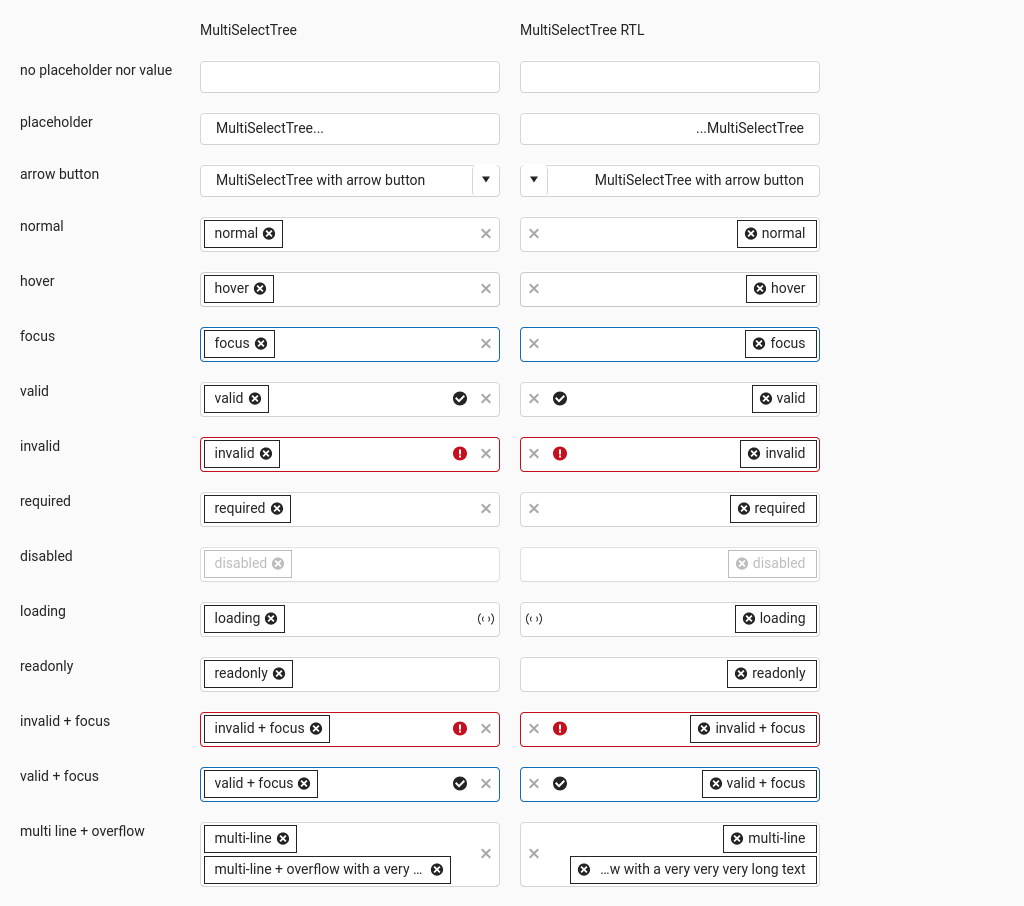 MultiSelectTree MultiSelectTree RTL
no placeholder nor value
placeholder MultiSelectTree... ...MultiSelectTree
arrow button MultiSelectTree with arrow button MultiSelectTree with arrow button
normal normal normal
hover hover hover
focus focus focus
valid valid valid
invalid invalid invalid
required required required
disabled disabled disabled
loading loading loading
readonly readonly readonly
invalid + focus invalid + focus invalid + focus
valid + focus valid + focus valid + focus
multi line + overflow multi-line multi-line
multi-line + overflow with a very ... ...w with a very very very long text